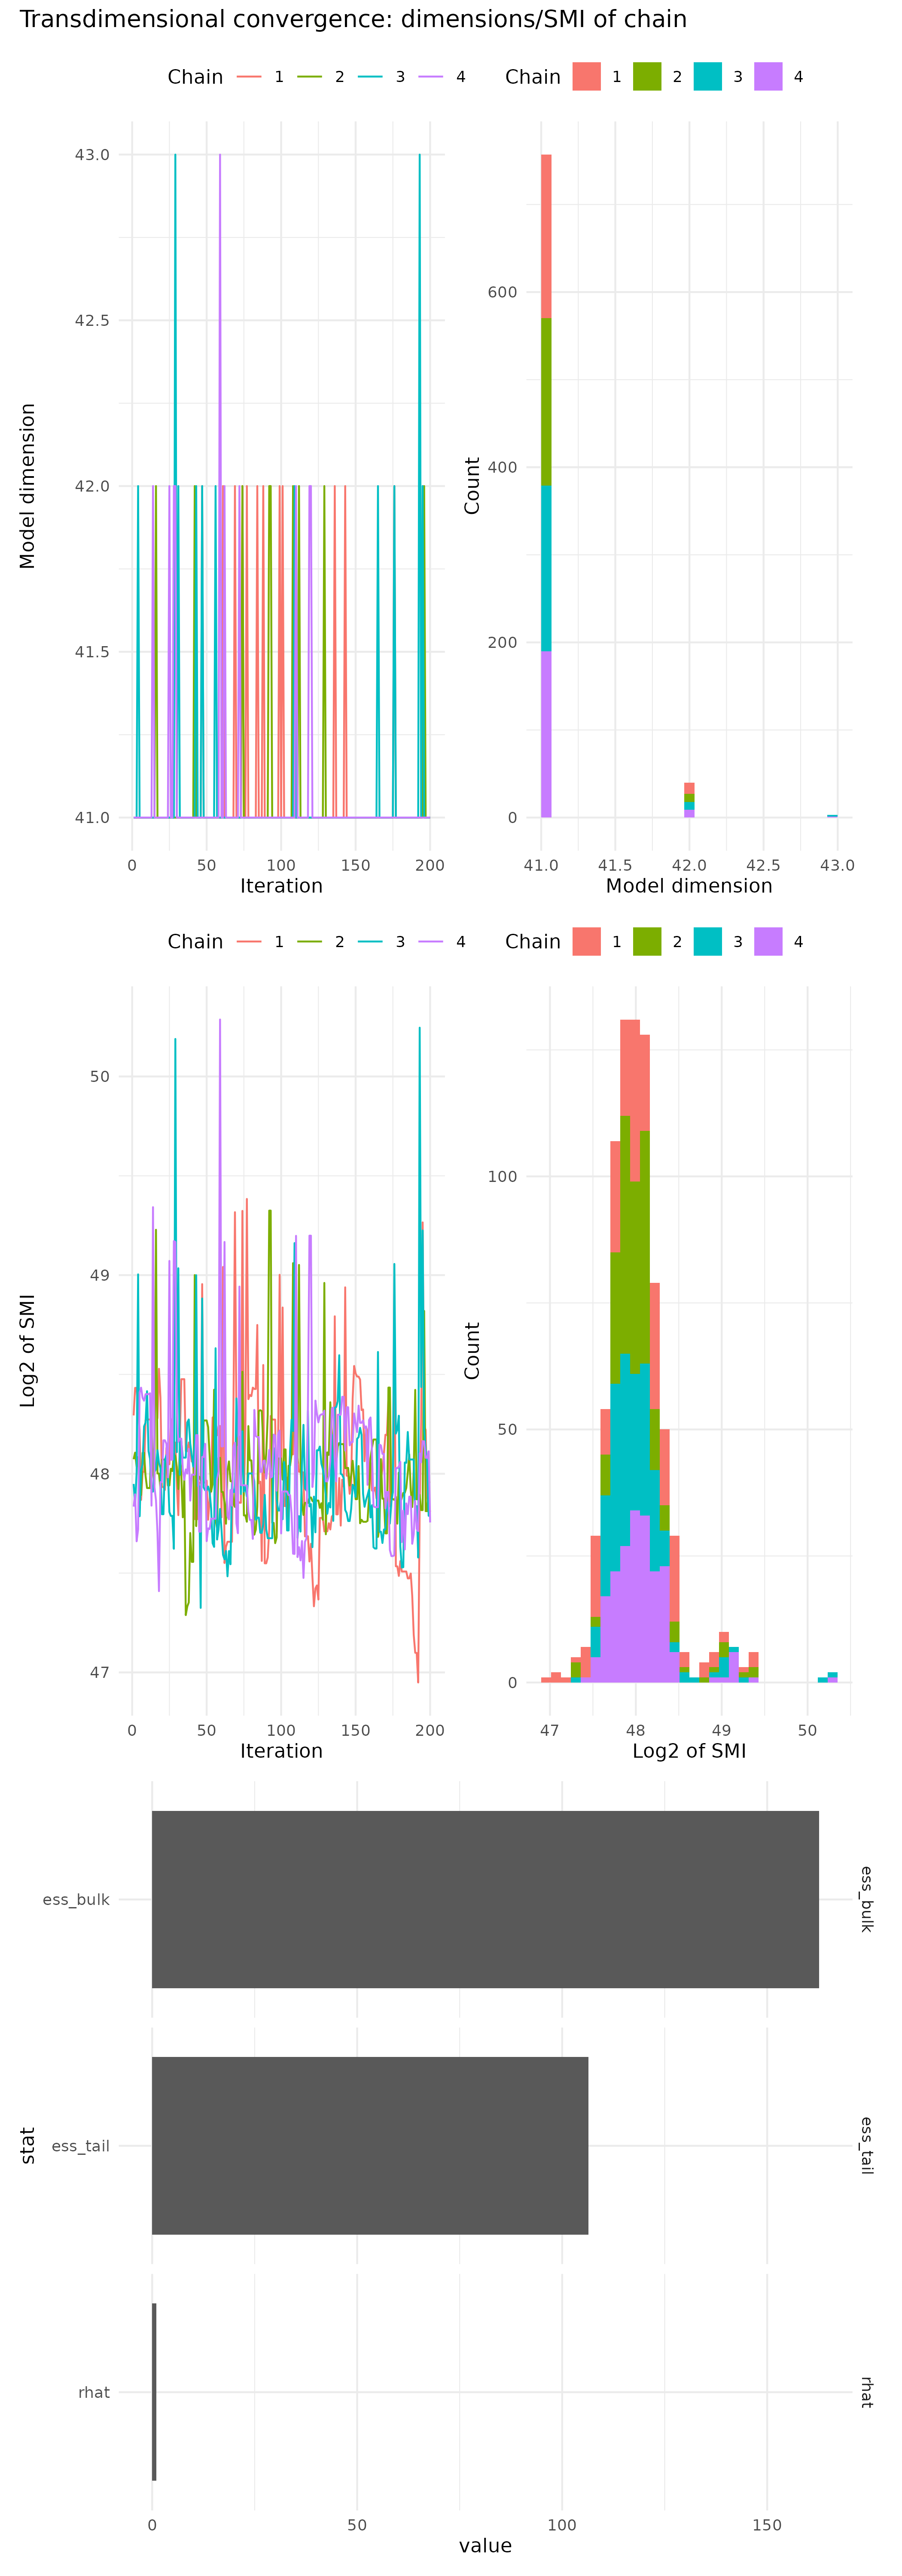 Transdimensional convergence: dimensions/SMI of chain
Chain 1 2 3 4
Chain 1 2 3 4
Model dimension
43.0
42.5
42.0
41.5
41.0
0 50 100 150 200
Iteration
Count
600
400
200
0
41.0 41.5 42.0 42.5 43.0
Model dimension
Chain 1 2 3 4
Chain 1 2 3 4
Log2 of SMI
50
49
48
47
0 50 100 150 200
Iteration
Count
100
50
0
47 48 49 50
Log2 of SMI
stat
ess_bulk
ess_bulk
ess_tail
ess_tail
rhat
rhat
0 50 100 150
value